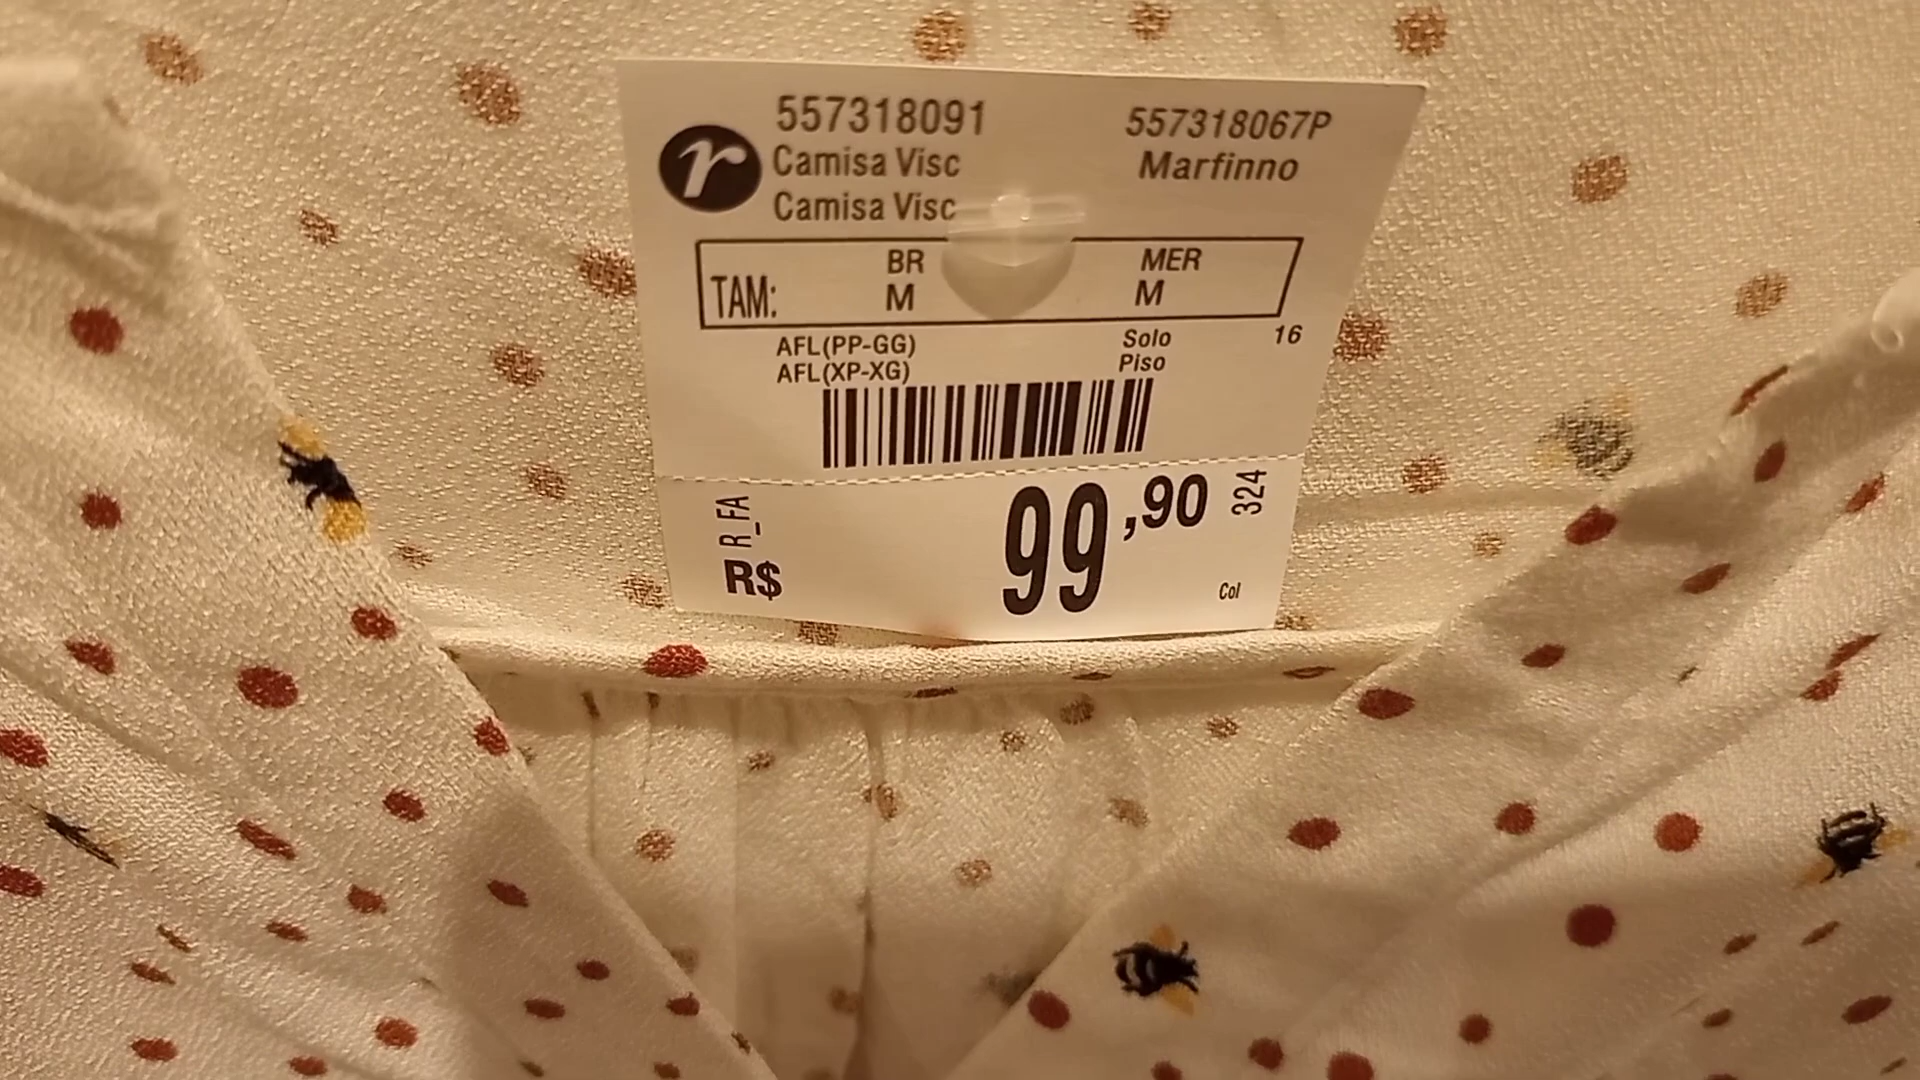 557318091 557318067P
r Camisa Visc Marfinno
Camisa Visc
BR MER
TAM: M M
AFL(PP-GG) Solo 16
AFL(XP-XG) Piso
R_FA
R$ 99,90
324
Col